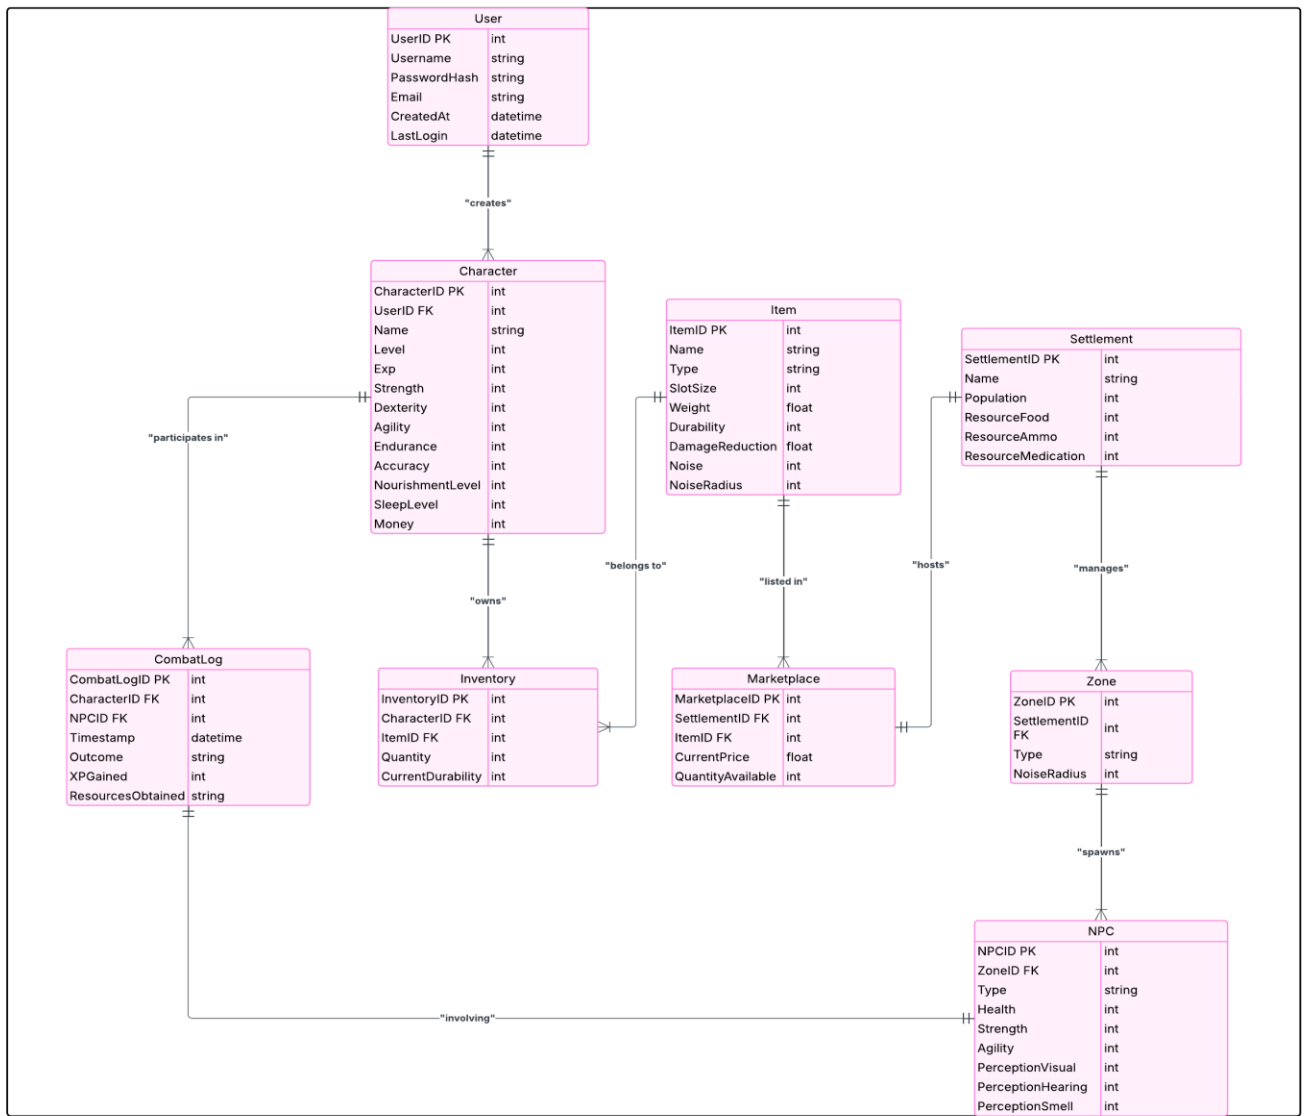 User
UserID PK int
Username string
PasswordHash string
Email string
CreatedAt datetime
LastLogin datetime
"creates"
Character
CharacterID PK int
UserID FK int
Name string
Level int
Exp int
Strength int
Dexterity int
Agility int
Endurance int
Accuracy int
NourishmentLevel int
SleepLevel int
Money int
Item
ItemID PK int
Name string
Type string
SlotSize int
Weight float
Durability int
DamageReduction float
Noise int
NoiseRadius int
Settlement
SettlementID PK int
Name string
Population int
ResourceFood int
ResourceAmmo int
ResourceMedication int
"participates in"
"owns"
"belongs to"
"listed in"
"hosts"
"manages"
CombatLog
CombatLogID PK int
CharacterID FK int
NPCID FK int
Timestamp datetime
Outcome string
XPGained int
ResourcesObtained string
Inventory
InventoryID PK int
CharacterID FK int
ItemID FK int
Quantity int
CurrentDurability int
Marketplace
MarketplaceID PK int
SettlementID FK int
ItemID FK int
CurrentPrice float
QuantityAvailable int
Zone
ZoneID PK int
SettlementID
FK int
Type string
NoiseRadius int
"spawns"
"involving"
NPC
NPCID PK int
ZoneID FK int
Type string
Health int
Strength int
Agility int
PerceptionVisual int
PerceptionHearing int
PerceptionSmell int